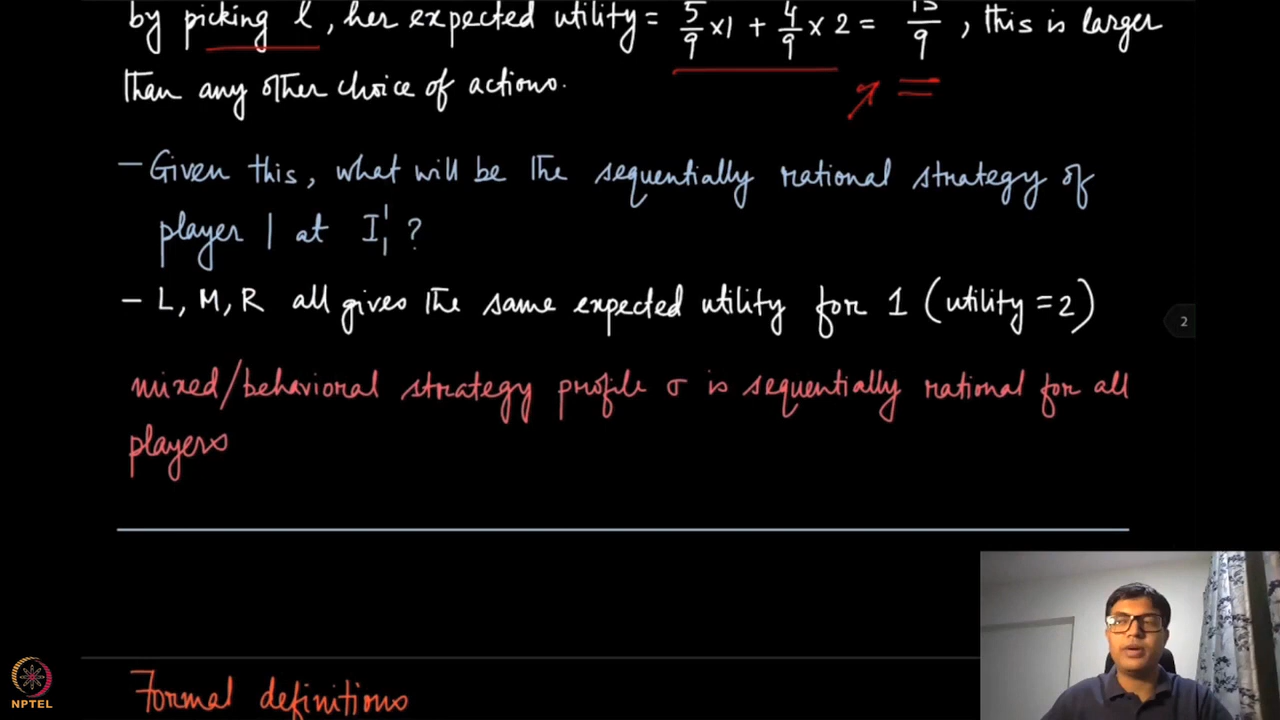 by picking l, her expected utility = 5/9 × 1 + 4/9 × 2 = 13/9, this is larger
than any other choice of actions.
– Given this, what will be the sequentially rational strategy of
player 1 at I₁¹ ?
– L, M, R all gives the same expected utility for 1 (utility = 2)
mixed/behavioral strategy profile σ is sequentially rational for all
players
2
Formal definitions
NPTEL